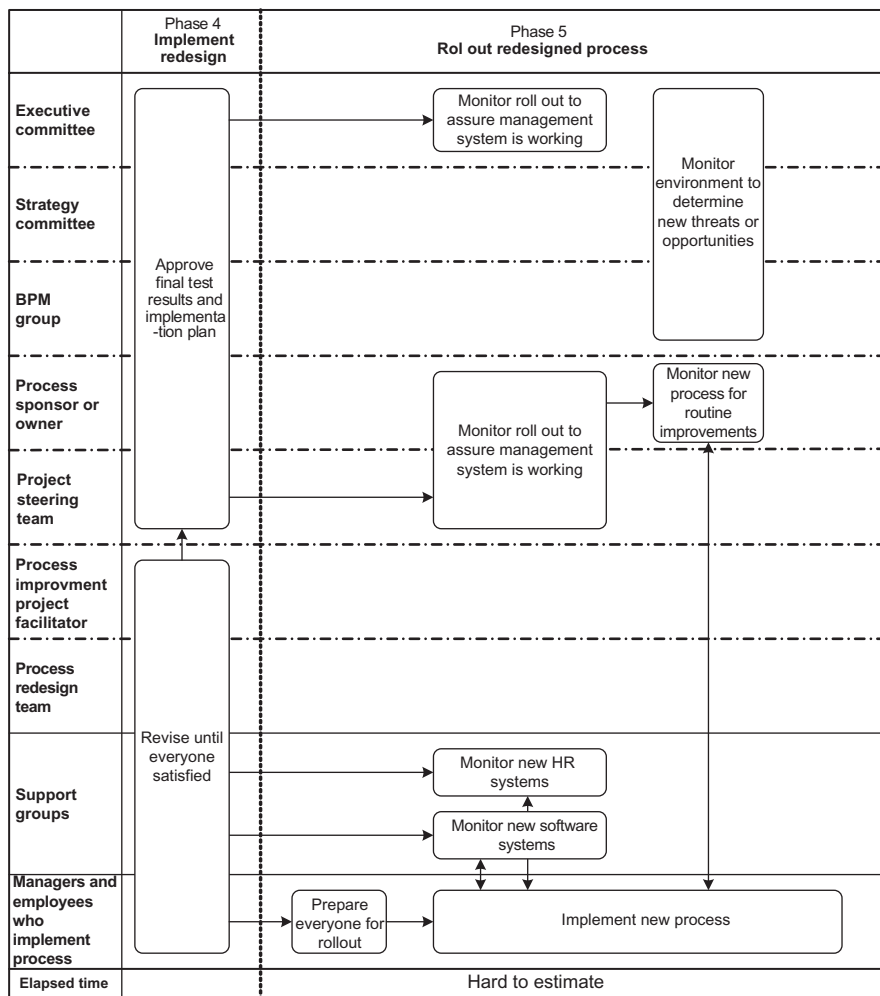 Phase 4
Implement
redesign
Phase 5
Rol out redesigned process
Executive
committee
Strategy
committee
BPM
group
Process
sponsor or
owner
Project
steering
team
Process
improvment
project
facilitator
Process
redesign
team
Support
groups
Managers and
employees
who
implement
process
Elapsed time
Approve
final test
results and
implementa
-tion plan
Revise until
everyone
satisfied
Monitor roll out to
assure management
system is working
Monitor
environment to
determine
new threats or
opportunities
Monitor roll out to
assure management
system is working
Monitor new
process for
routine
improvements
Monitor new HR
systems
Monitor new software
systems
Prepare
everyone for
rollout
Implement new process
Hard to estimate